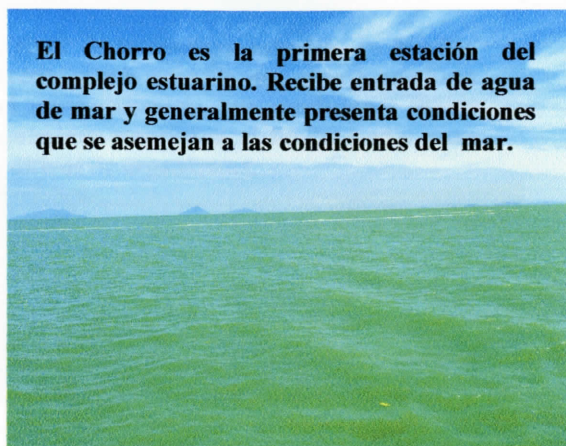 El Chorro es la primera estación del
complejo estuarino. Recibe entrada de agua
de mar y generalmente presenta condiciones
que se asemejan a las condiciones del mar.